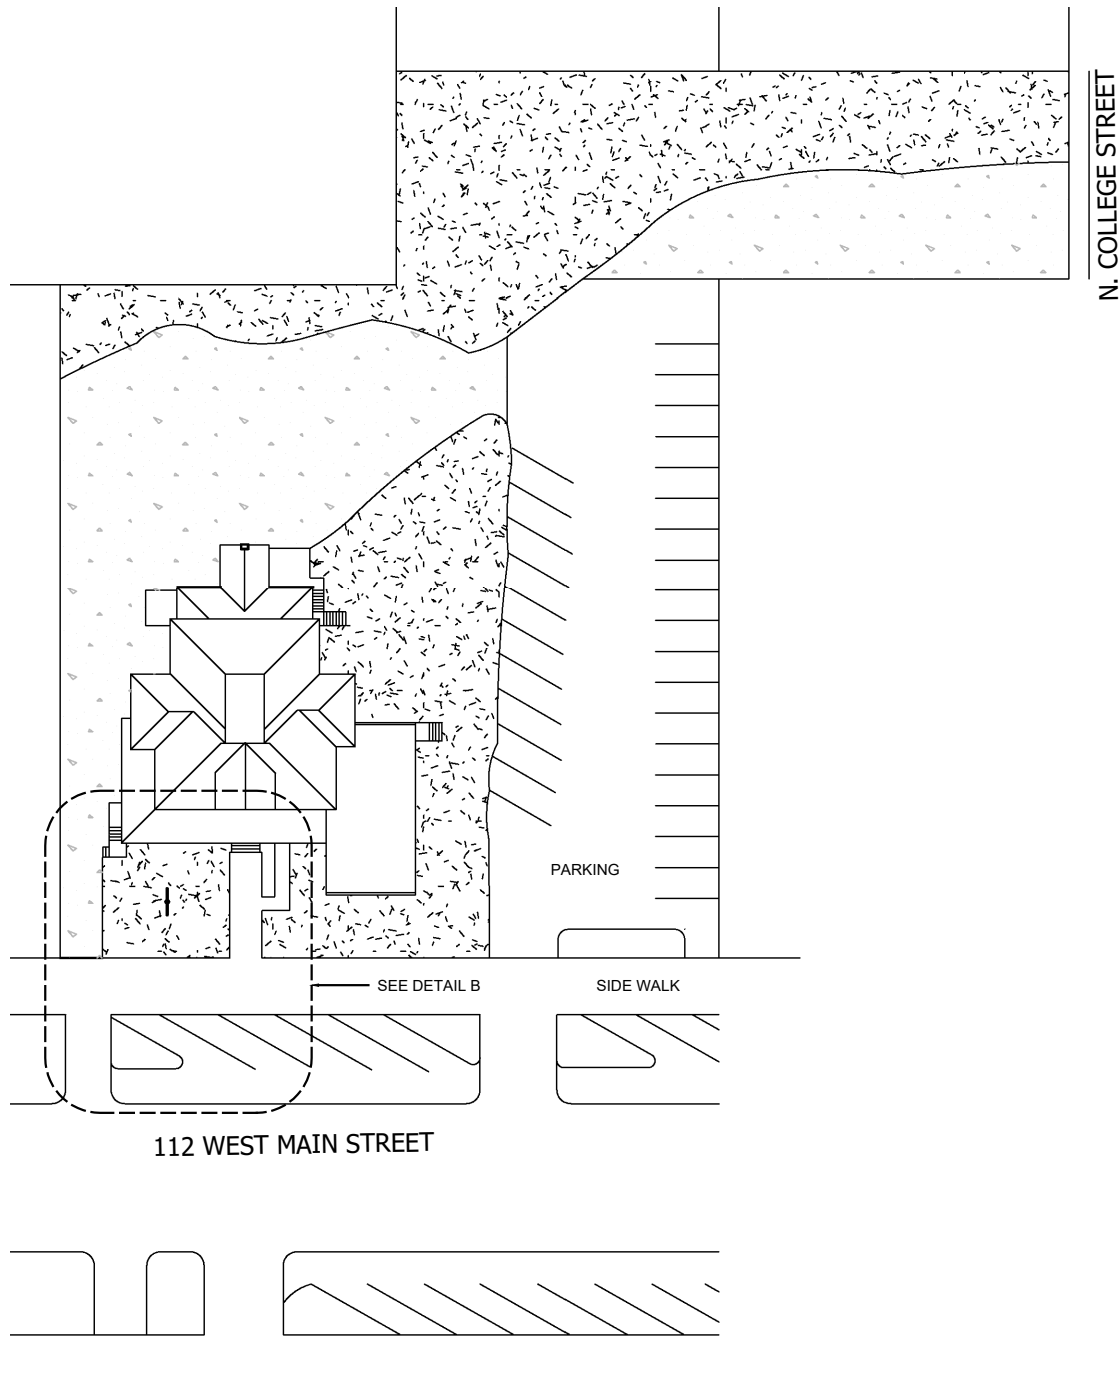 N. COLLEGE STREET
PARKING
SEE DETAIL B
SIDE WALK
112 WEST MAIN STREET